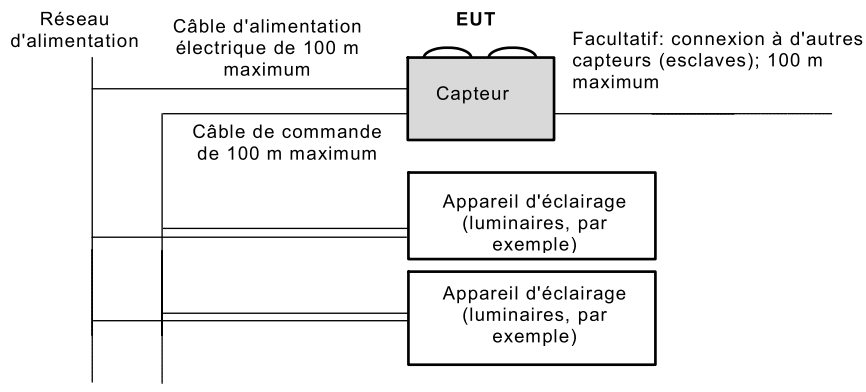 Réseau
d'alimentation
Câble d'alimentation
électrique de 100 m
maximum
EUT
Capteur
Facultatif: connexion à d'autres
capteurs (esclaves); 100 m
maximum
Câble de commande
de 100 m maximum
Appareil d'éclairage
(luminaires, par
exemple)
Appareil d'éclairage
(luminaires, par
exemple)